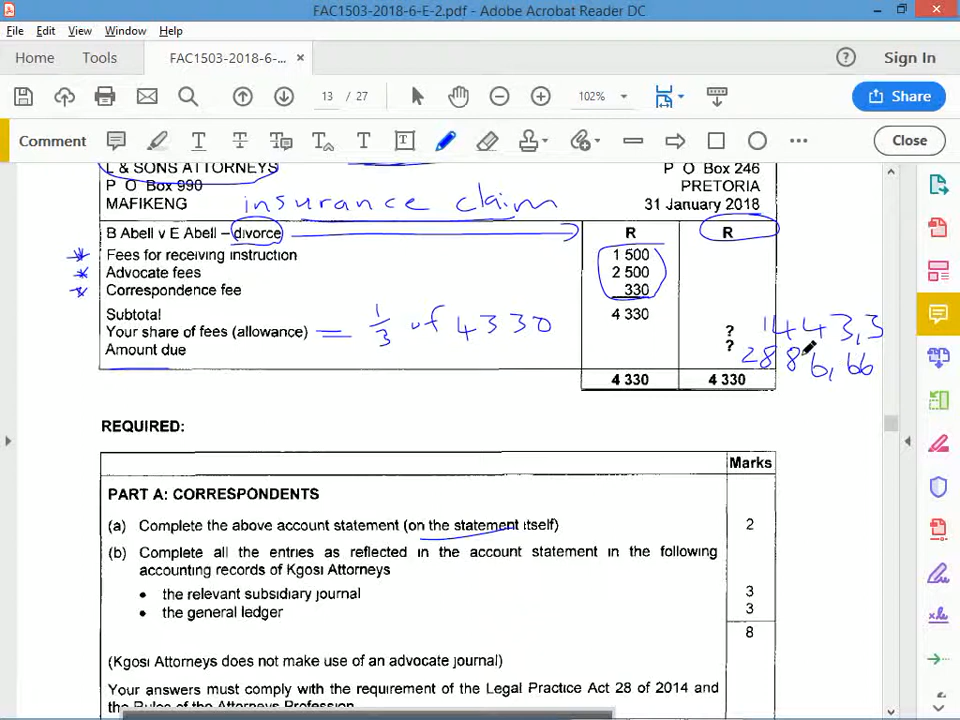 FAC1503-2018-6-E-2.pdf - Adobe Acrobat Reader DC
File Edit View Window Help
Home Tools FAC1503-2018-6-... × Sign In
13 / 27 102% Share
Comment Close
L & SONS ATTORNEYS P O Box 246
P O Box 990 PRETORIA
MAFIKENG insurance claim 31 January 2018
B Abell v E Abell – divorce R R
Fees for receiving instruction 1 500
Advocate fees 2 500
Correspondence fee 330
Subtotal 4 330
Your share of fees (allowance) = 1/3 of 4330 ? 1443,3
Amount due ? 2886,66
4 330 4 330
REQUIRED:
Marks
PART A: CORRESPONDENTS
(a) Complete the above account statement (on the statement itself) 2
(b) Complete all the entries as reflected in the account statement in the following
accounting records of Kgosi Attorneys
• the relevant subsidiary journal 3
• the general ledger 3
8
(Kgosi Attorneys does not make use of an advocate journal)
Your answers must comply with the requirement of the Legal Practice Act 28 of 2014 and
the Rules of the Attorneys Profession